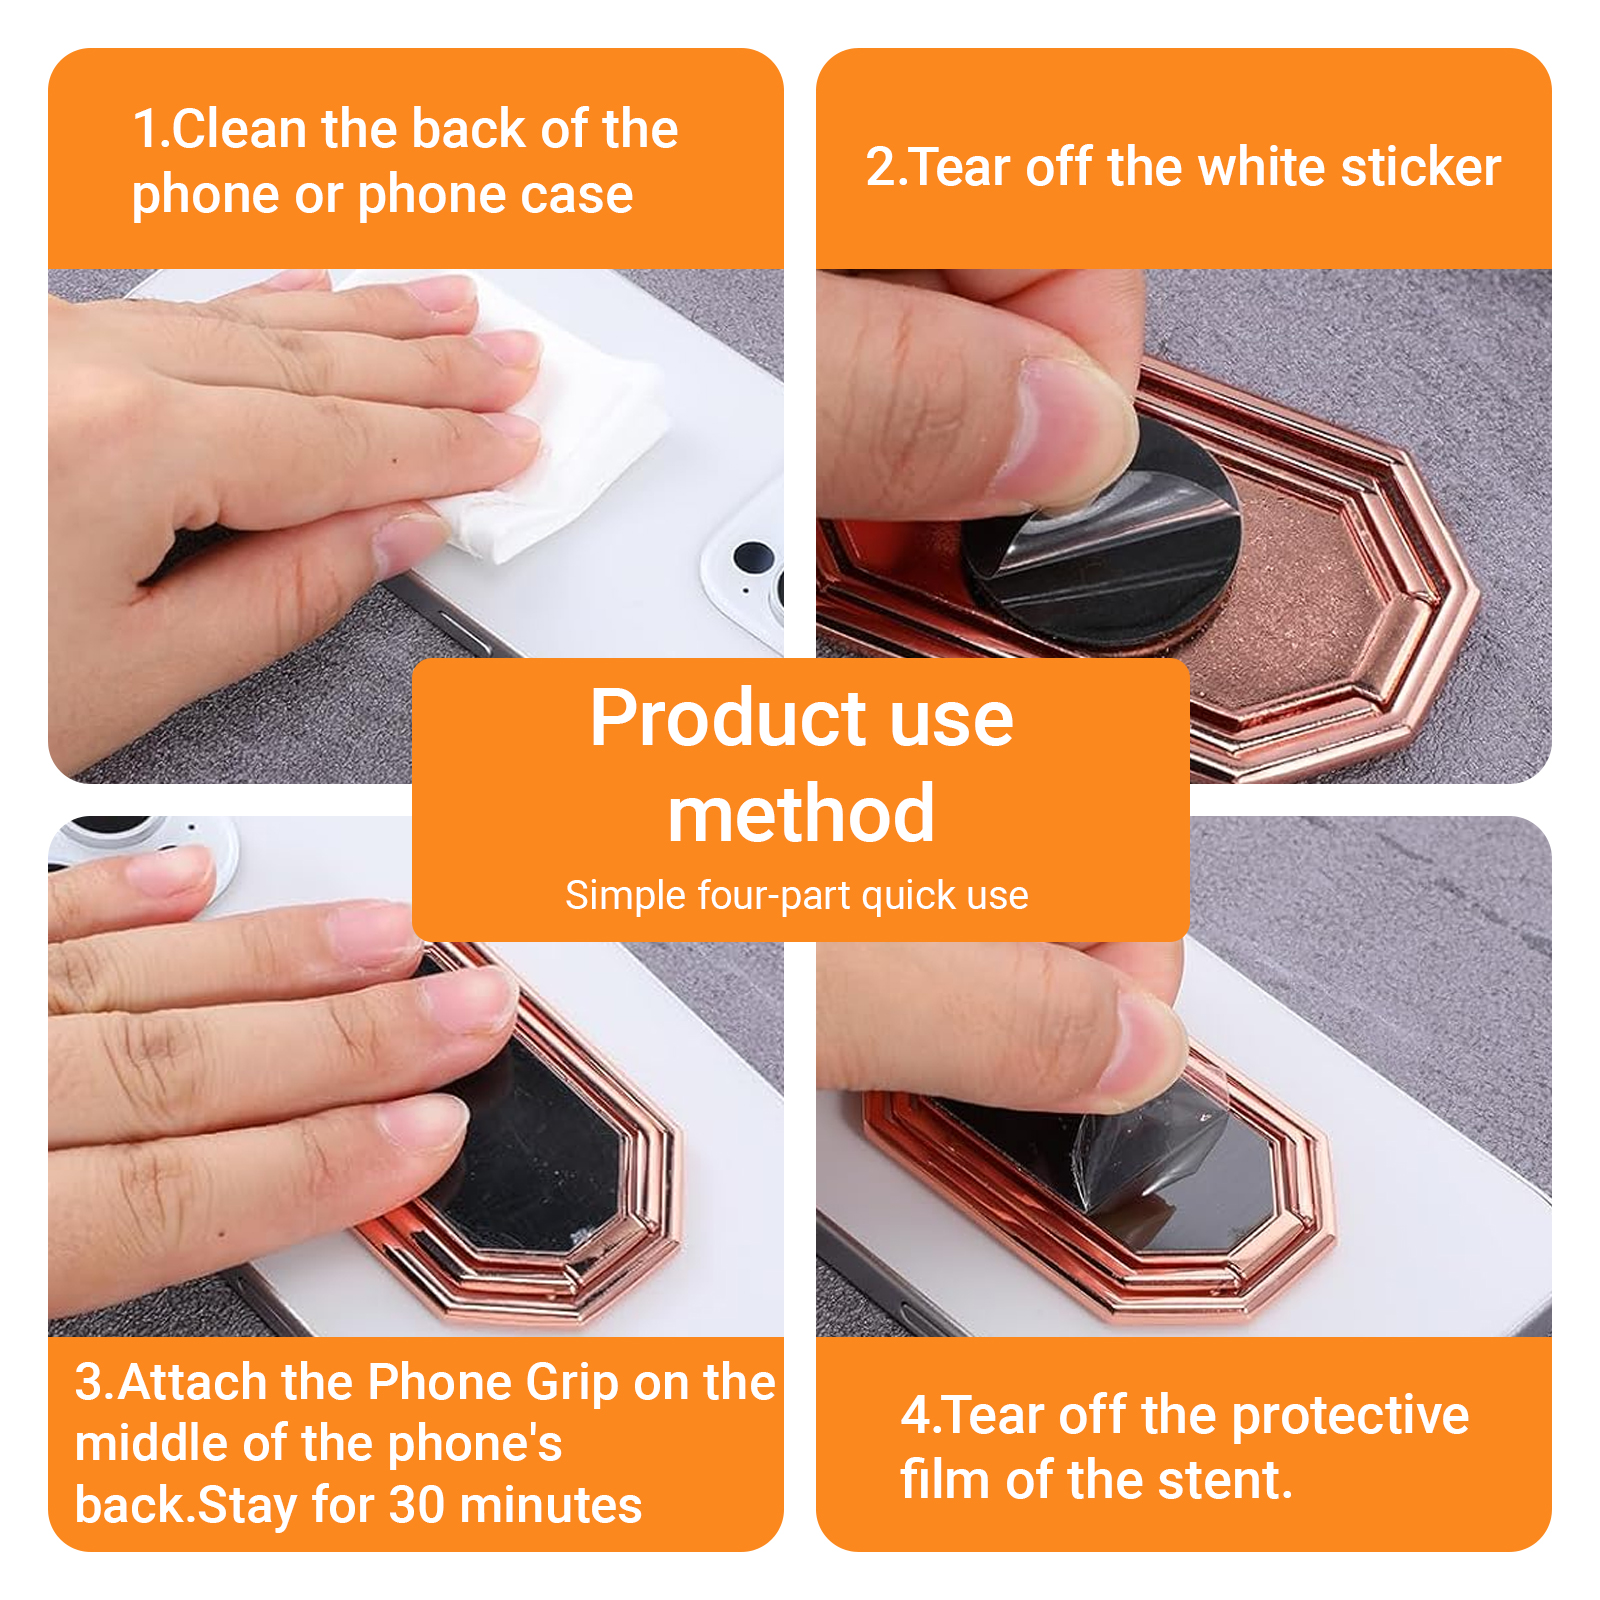 1.Clean the back of the
phone or phone case
2.Tear off the white sticker
Product use
method
Simple four-part quick use
3.Attach the Phone Grip on the
middle of the phone's
back.Stay for 30 minutes
4.Tear off the protective
film of the stent.